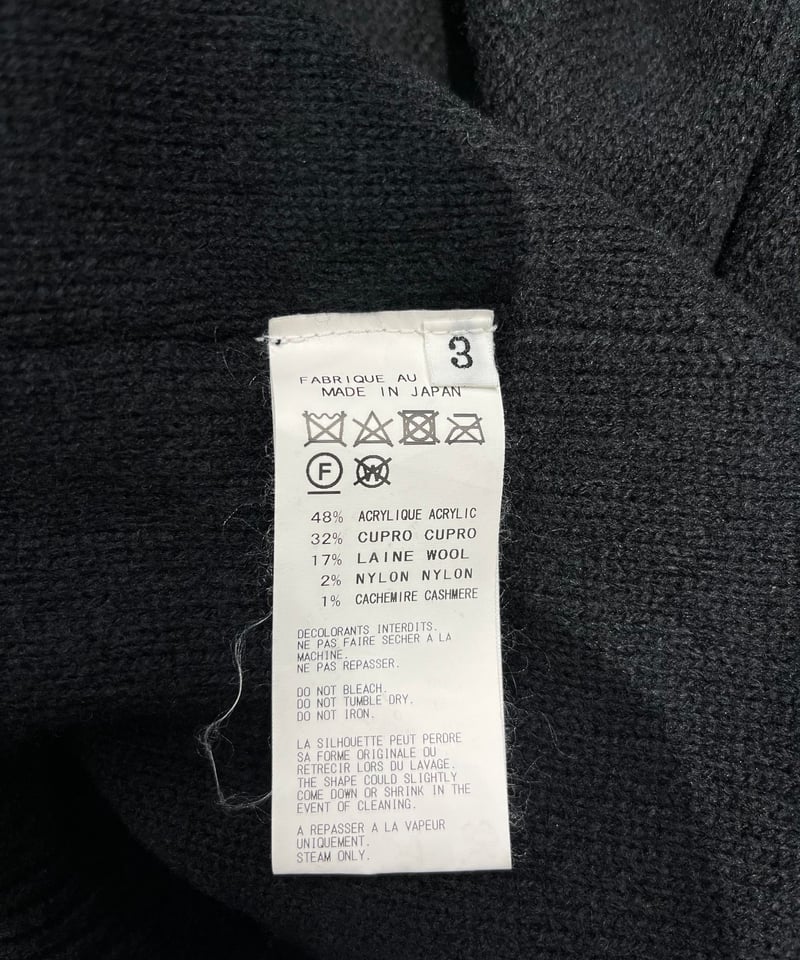 3
FABRIQUE AU
MADE IN JAPAN
F W
48% ACRYLIQUE ACRYLIC
32% CUPRO CUPRO
17% LAINE WOOL
2% NYLON NYLON
1% CACHEMIRE CASHMERE
DECOLORANTS INTERDITS.
NE PAS FAIRE SECHER A LA
MACHINE.
NE PAS REPASSER.
DO NOT BLEACH.
DO NOT TUMBLE DRY.
DO NOT IRON.
LA SILHOUETTE PEUT PERDRE
SA FORME ORIGINALE OU
RETRECIR LORS DU LAVAGE.
THE SHAPE COULD SLIGHTLY
COME DOWN OR SHRINK IN THE
EVENT OF CLEANING.
A REPASSER A LA VAPEUR
UNIQUEMENT.
STEAM ONLY.